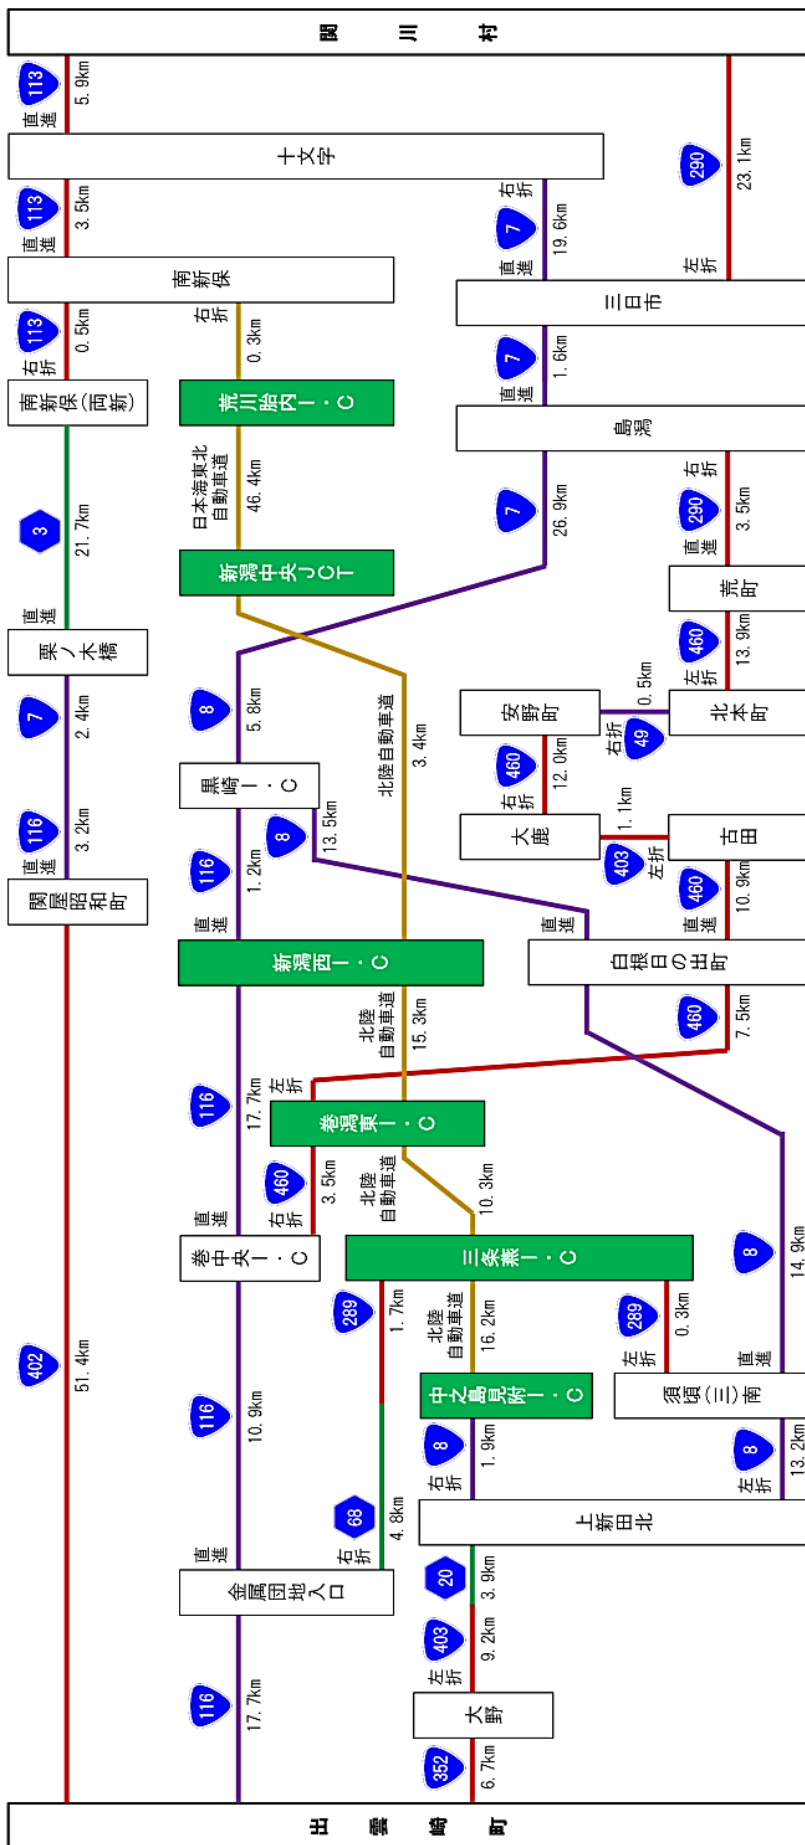 関川村
113
直進
5.9km
290
23.1km
左折
十文字
113
直進
3.5km
右折
7
直進
19.6km
南新保
113
右折
0.5km
右折
0.3km
三日市
7
直進
1.6km
南新保(両新)
荒川胎内I・C
島潟
3
直進
21.7km
日本海東北
自動車道
46.4km
7
26.9km
右折
290
直進
3.5km
新潟中央JCT
荒町
栗ノ木橋
460
左折
13.9km
7
2.4km
8
5.8km
北陸自動車道
3.4km
安野町
右折
49
0.5km
北本町
黒崎I・C
460
右折
12.0km
116
直進
3.2km
116
直進
1.2km
8
13.5km
直進
大鹿
403
左折
1.1km
古田
関屋昭和町
460
直進
10.9km
新潟西I・C
白根日の出町
402
51.4km
116
直進
17.7km
北陸
自動車道
15.3km
460
左折
7.5km
巻潟東I・C
460
右折
3.5km
北陸
自動車道
10.3km
巻中央I・C
三条燕I・C
8
直進
14.9km
116
直進
10.9km
289
1.7km
北陸
自動車道
16.2km
289
左折
0.3km
中之島見附I・C
須頃(三)南
68
右折
4.8km
8
右折
1.9km
8
左折
13.2km
上新田北
金属団地入口
20
3.9km
403
左折
9.2km
116
17.7km
大野
352
6.7km
出雲崎町